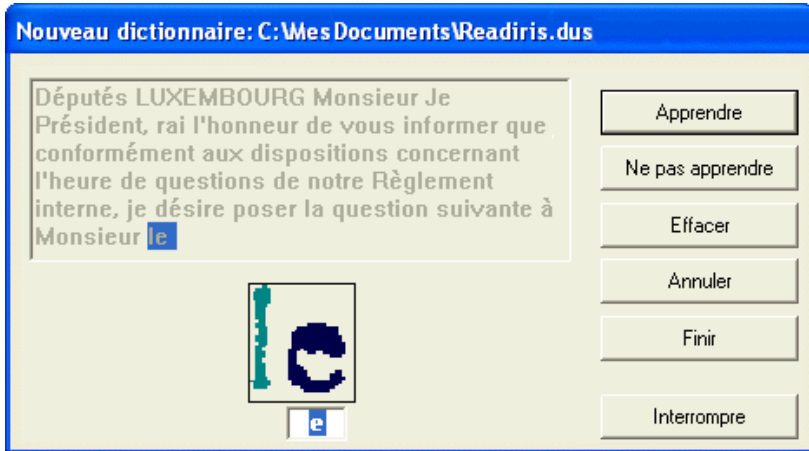 Nouveau dictionnaire: C:\Mes Documents\Readiris.dus
Députés LUXEMBOURG Monsieur Je
Président, rai l'honneur de vous informer que
conformément aux dispositions concernant
l'heure de questions de notre Règlement
interne, je désire poser la question suivante à
Monsieur le
le
e
Apprendre
Ne pas apprendre
Effacer
Annuler
Finir
Interrompre